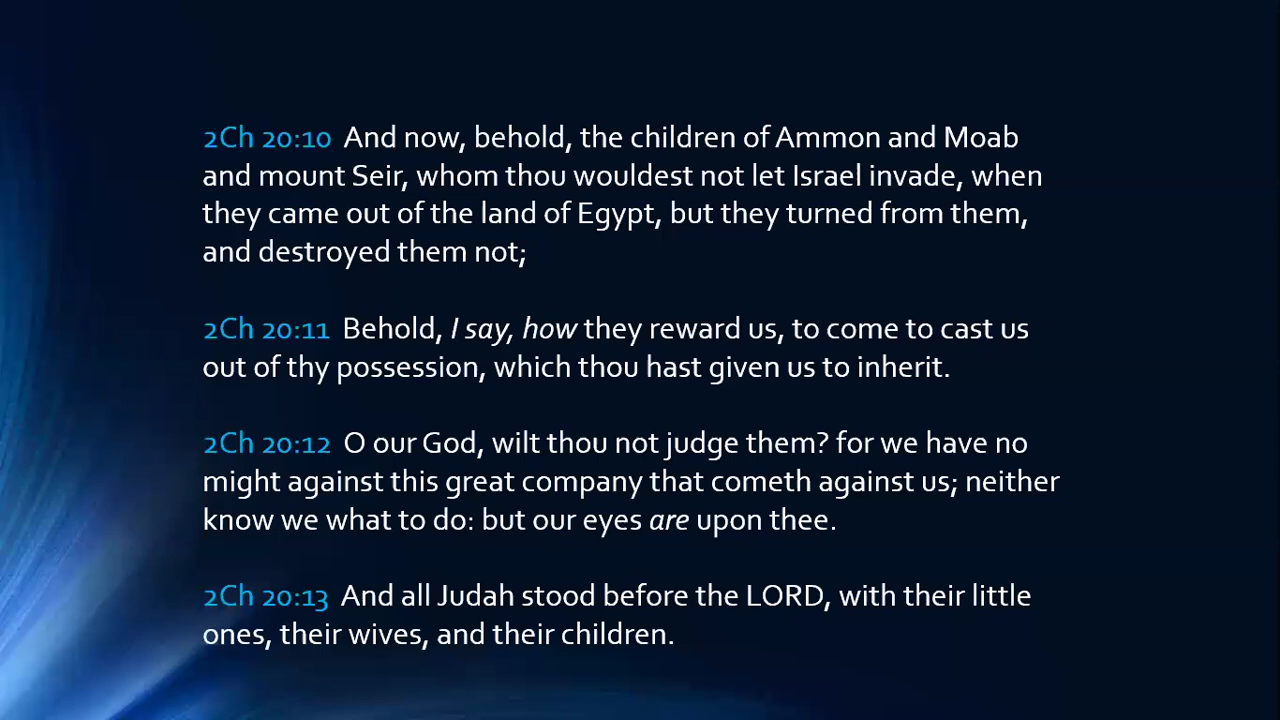 2Ch 20:10 And now, behold, the children of Ammon and Moab
and mount Seir, whom thou wouldest not let Israel invade, when
they came out of the land of Egypt, but they turned from them,
and destroyed them not;
2Ch 20:11 Behold, I say, how they reward us, to come to cast us
out of thy possession, which thou hast given us to inherit.
2Ch 20:12 O our God, wilt thou not judge them? for we have no
might against this great company that cometh against us; neither
know we what to do: but our eyes are upon thee.
2Ch 20:13 And all Judah stood before the LORD, with their little
ones, their wives, and their children.